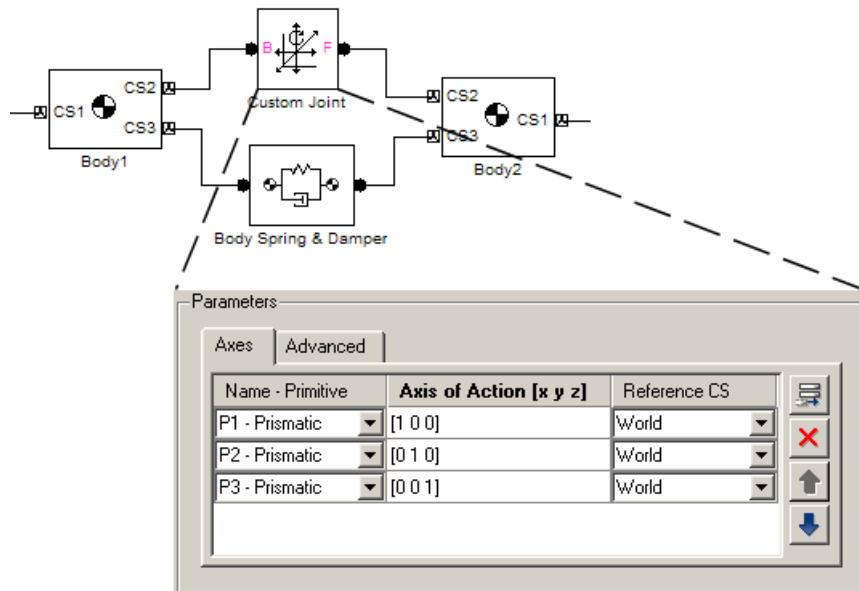 B F
CS2
Custom Joint
CS2
CS1
CS1
CS3
CS3
Body1
Body2
Body Spring & Damper
Parameters
Axes Advanced
Name - Primitive Axis of Action [x y z] Reference CS
P1 - Prismatic [1 0 0] World
P2 - Prismatic [0 1 0] World
P3 - Prismatic [0 0 1] World